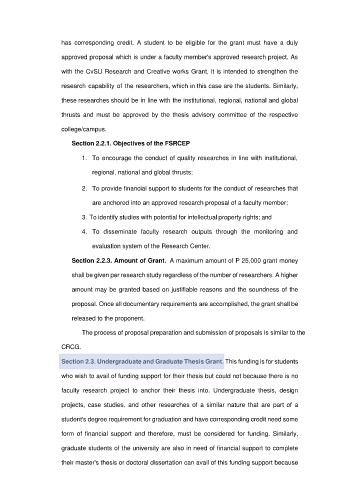 has corresponding credit. A student to be eligible for the grant must have a duly
approved proposal which is under a faculty member's approved research project. As
with the CvSU Research and Creative works Grant, it is intended to strengthen the
research capability of the researchers, which in this case are the students. Similarly,
these researches should be in line with the institutional, regional, national and global
thrusts and must be approved by the thesis advisory committee of the respective
college/campus.
Section 2.2.1. Objectives of the FSRCEP
1. To encourage the conduct of quality researches in line with institutional,
regional, national and global thrusts;
2. To provide financial support to students for the conduct of researches that
are anchored into an approved research proposal of a faculty member;
3. To identify studies with potential for intellectual property rights; and
4. To disseminate faculty research outputs through the monitoring and
evaluation system of the Research Center.
Section 2.2.3. Amount of Grant. A maximum amount of P 25,000 grant money
shall be given per research study regardless of the number of researchers. A higher
amount may be granted based on justifiable reasons and the soundness of the
proposal. Once all documentary requirements are accomplished, the grant shall be
released to the proponent.
The process of proposal preparation and submission of proposals is similar to the
CRCG.
Section 2.3. Undergraduate and Graduate Thesis Grant. This funding is for students
who wish to avail of funding support for their thesis but could not because there is no
faculty research project to anchor their thesis into. Undergraduate thesis, design
projects, case studies, and other researches of a similar nature that are part of a
student's degree requirement for graduation and have corresponding credit need some
form of financial support and therefore, must be considered for funding. Similarly,
graduate students of the university are also in need of financial support to complete
their master's thesis or doctoral dissertation can avail of this funding support because